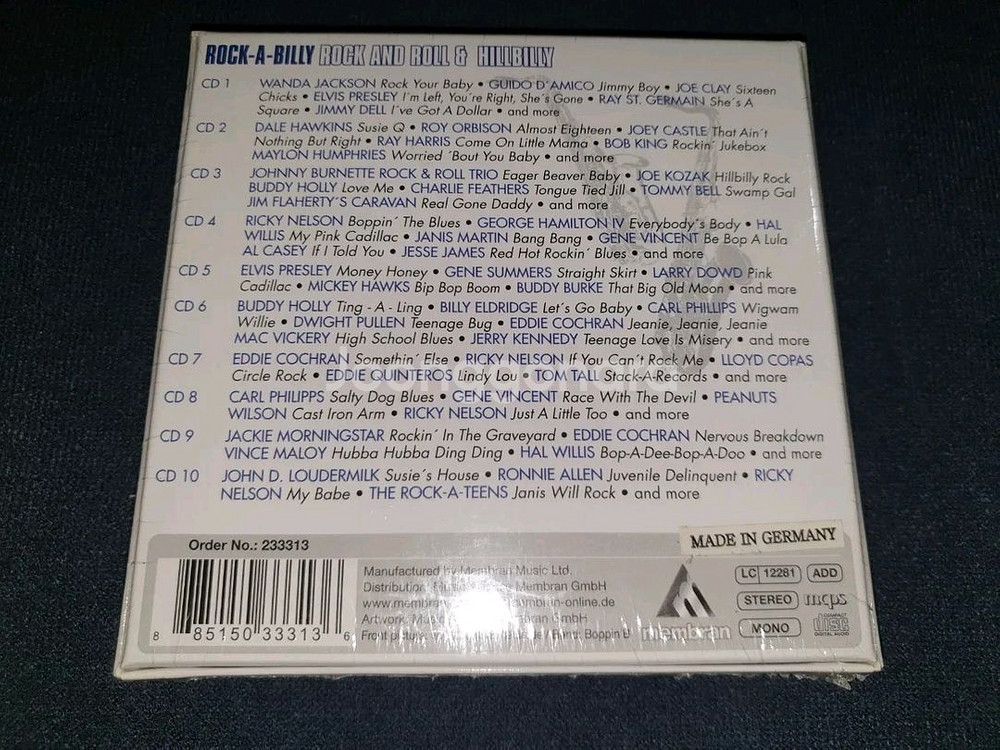 ROCK-A-BILLY ROCK AND ROLL & HILLBILLY
CD 1 WANDA JACKSON Rock Your Baby • GUIDO D'AMICO Jimmy Boy • JOE CLAY Sixteen
Chicks • ELVIS PRESLEY I'm Left, You're Right, She's Gone • RAY ST. GERMAIN She's A
Square • JIMMY DELL I've Got A Dollar • and more
CD 2 DALE HAWKINS Susie Q • ROY ORBISON Almost Eighteen • JOEY CASTLE That Ain´t
Nothing But Right • RAY HARRIS Come On Little Mama • BOB KING Rockin´ Jukebox
MAYLON HUMPHRIES Worried ´Bout You Baby • and more
CD 3 JOHNNY BURNETTE ROCK & ROLL TRIO Eager Beaver Baby • JOE KOZAK Hillbilly Rock
BUDDY HOLLY Love Me • CHARLIE FEATHERS Tongue Tied Jill • TOMMY BELL Swamp Gal
JIM FLAHERTY´S CARAVAN Real Gone Daddy • and more
CD 4 RICKY NELSON Boppin´ The Blues • GEORGE HAMILTON IV Everybody´s Body • HAL
WILLIS My Pink Cadillac • JANIS MARTIN Bang Bang • GENE VINCENT Be Bop A Lula
AL CASEY If I Told You • JESSE JAMES Red Hot Rockin´ Blues • and more
CD 5 ELVIS PRESLEY Money Honey • GENE SUMMERS Straight Skirt • LARRY DOWD Pink
Cadillac • MICKEY HAWKS Bip Bop Boom • BUDDY BURKE That Big Old Moon • and more
CD 6 BUDDY HOLLY Ting - A - Ling • BILLY ELDRIDGE Let´s Go Baby • CARL PHILLIPS Wigwam
Willie • DWIGHT PULLEN Teenage Bug • EDDIE COCHRAN Jeanie, Jeanie, Jeanie
MAC VICKERY High School Blues • JERRY KENNEDY Teenage Love Is Misery • and more
CD 7 EDDIE COCHRAN Somethin´ Else • RICKY NELSON If You Can´t Rock Me • LLOYD COPAS
Circle Rock • EDDIE QUINTEROS Lindy Lou • TOM TALL Stack-A-Records • and more
CD 8 CARL PHILIPPS Salty Dog Blues • GENE VINCENT Race With The Devil • PEANUTS
WILSON Cast Iron Arm • RICKY NELSON Just A Little Too • and more
CD 9 JACKIE MORNINGSTAR Rockin´ In The Graveyard • EDDIE COCHRAN Nervous Breakdown
VINCE MALOY Hubba Hubba Ding Ding • HAL WILLIS Bop-A-Dee-Bop-A-Doo • and more
CD 10 JOHN D. LOUDERMILK Susie´s House • RONNIE ALLEN Juvenile Delinquent • RICKY
NELSON My Babe • THE ROCK-A-TEENS Janis Will Rock • and more
Order No.: 233313
MADE IN GERMANY
Manufactured by Membran Music Ltd.
Distribution: Membran GmbH
www.membran membran-online.de
Artwork: GmbH
Front picture: Boppin B
8 85150 33313 6
membran
LC 12281 ADD
STEREO mcps
MONO COMPACT disc DIGITAL AUDIO